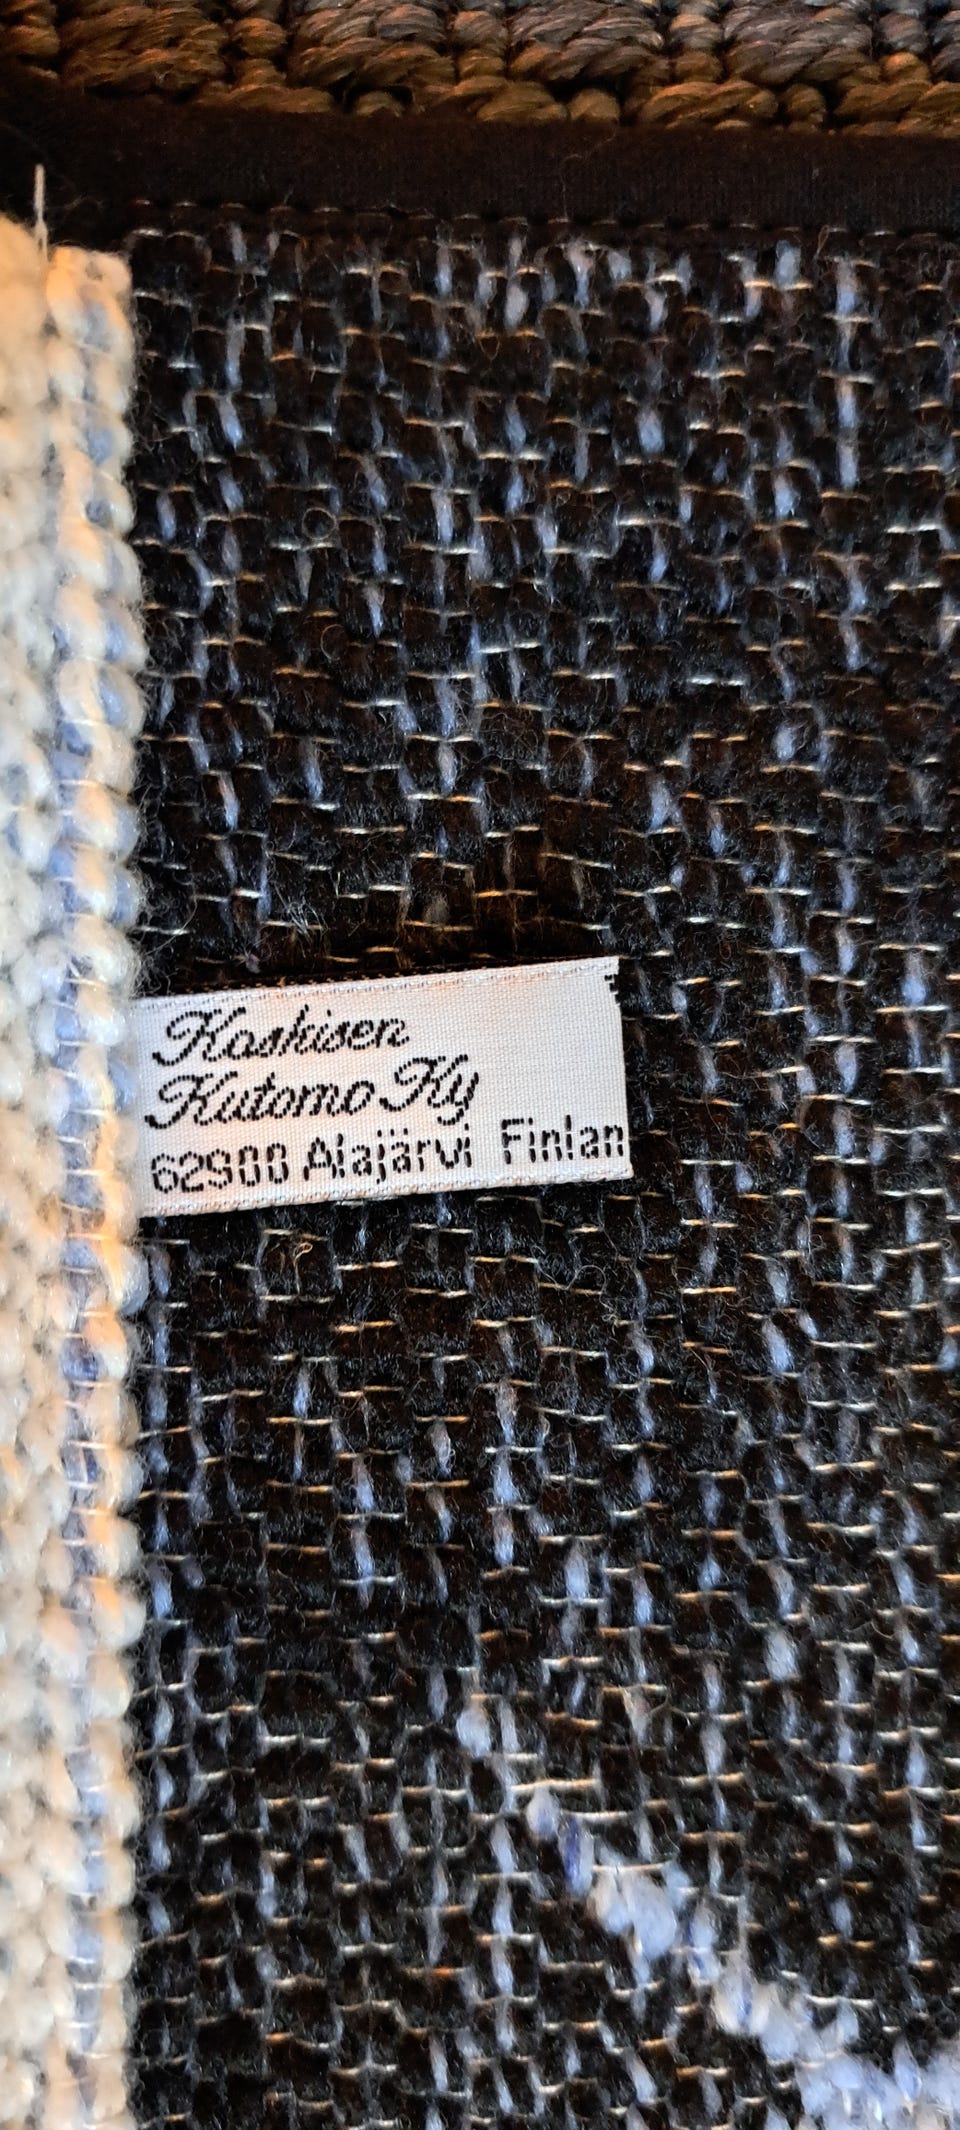 Koskisen
Kutomo Ky
62900 Alajärvi Finlan